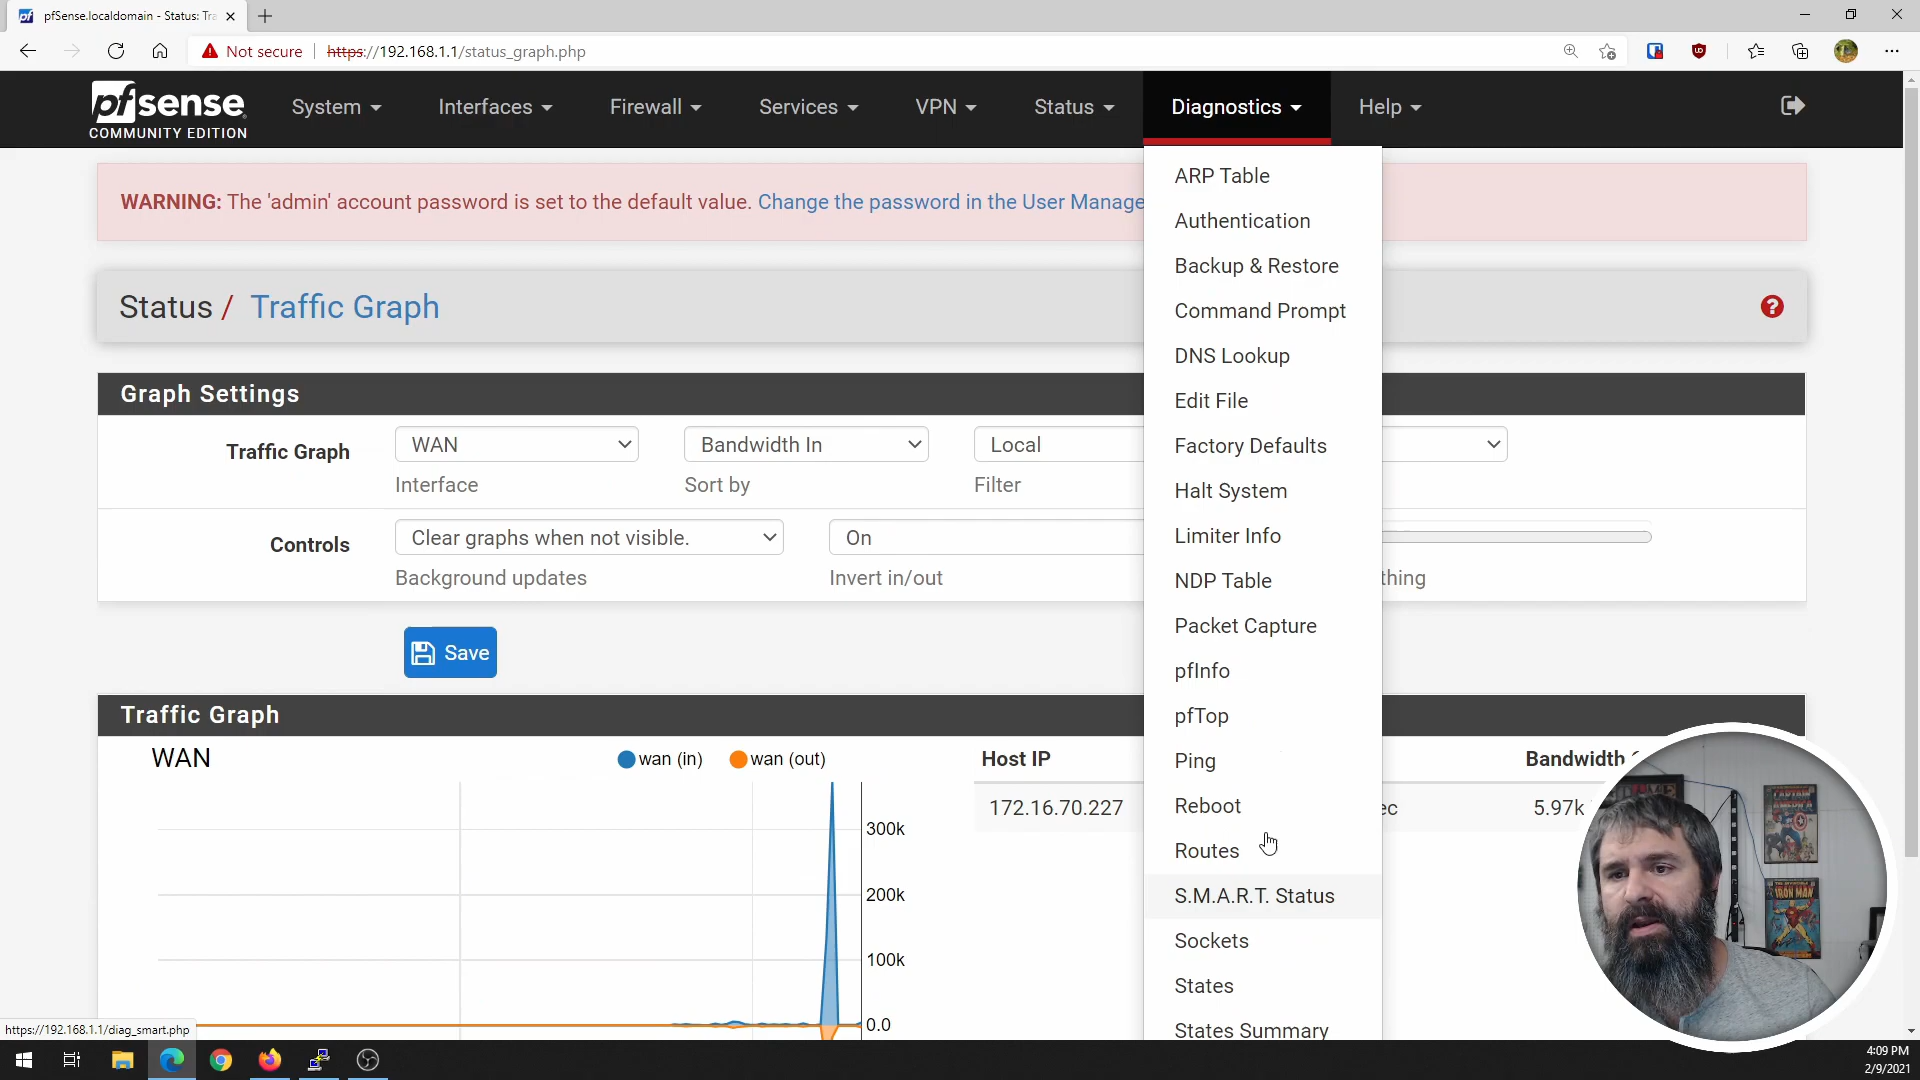 pfSense.localdomain - Status: Tra
Not secure
https://192.168.1.1/status_graph.php
pfsense
COMMUNITY EDITION
System
Interfaces
Firewall
Services
VPN
Status
Diagnostics
Help
WARNING: The 'admin' account password is set to the default value. Change the password in the User Manage
Status / Traffic Graph
Graph Settings
Traffic Graph
WAN
Bandwidth In
Local
Interface
Sort by
Filter
Controls
Clear graphs when not visible.
On
Background updates
Invert in/out
thing
Save
Traffic Graph
WAN
wan (in)
wan (out)
300k
200k
100k
0.0
Host IP
Bandwidth
172.16.70.227
ec
5.97k
ARP Table
Authentication
Backup & Restore
Command Prompt
DNS Lookup
Edit File
Factory Defaults
Halt System
Limiter Info
NDP Table
Packet Capture
pfInfo
pfTop
Ping
Reboot
Routes
S.M.A.R.T. Status
Sockets
States
States Summary
CAPTAIN AMERICA
IRON MAN
https://192.168.1.1/diag_smart.php
4:09 PM
2/9/2021